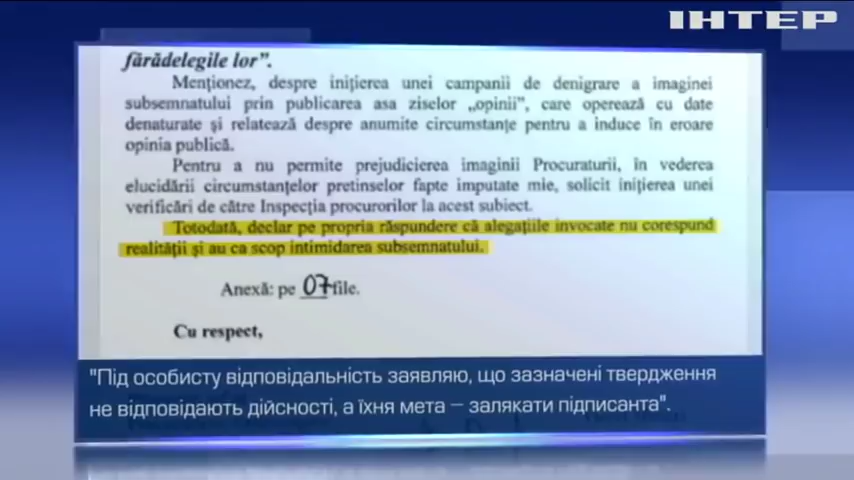 ІНТЕР
fărădelegile lor”.
Menționez, despre inițierea unei campanii de denigrare a imaginei
subsemnatului prin publicarea asa ziselor „opinii”, care operează cu date
denaturate și relatează despre anumite circumstanțe pentru a induce în eroare
opinia publică.
Pentru a nu permite prejudicierea imaginii Procuraturii, în vederea
elucidării circumstanțelor pretinselor fapte imputate mie, solicit inițierea unei
verificări de către Inspecția procurorilor la acest subiect.
Totodată, declar pe propria răspundere că alegațiile invocate nu corespund
realității și au ca scop intimidarea subsemnatului.
Anexă: pe 07 file.
Cu respect,
"Під особисту відповідальність заявляю, що зазначені твердження
не відповідають дійсності, а їхня мета – залякати підписанта".